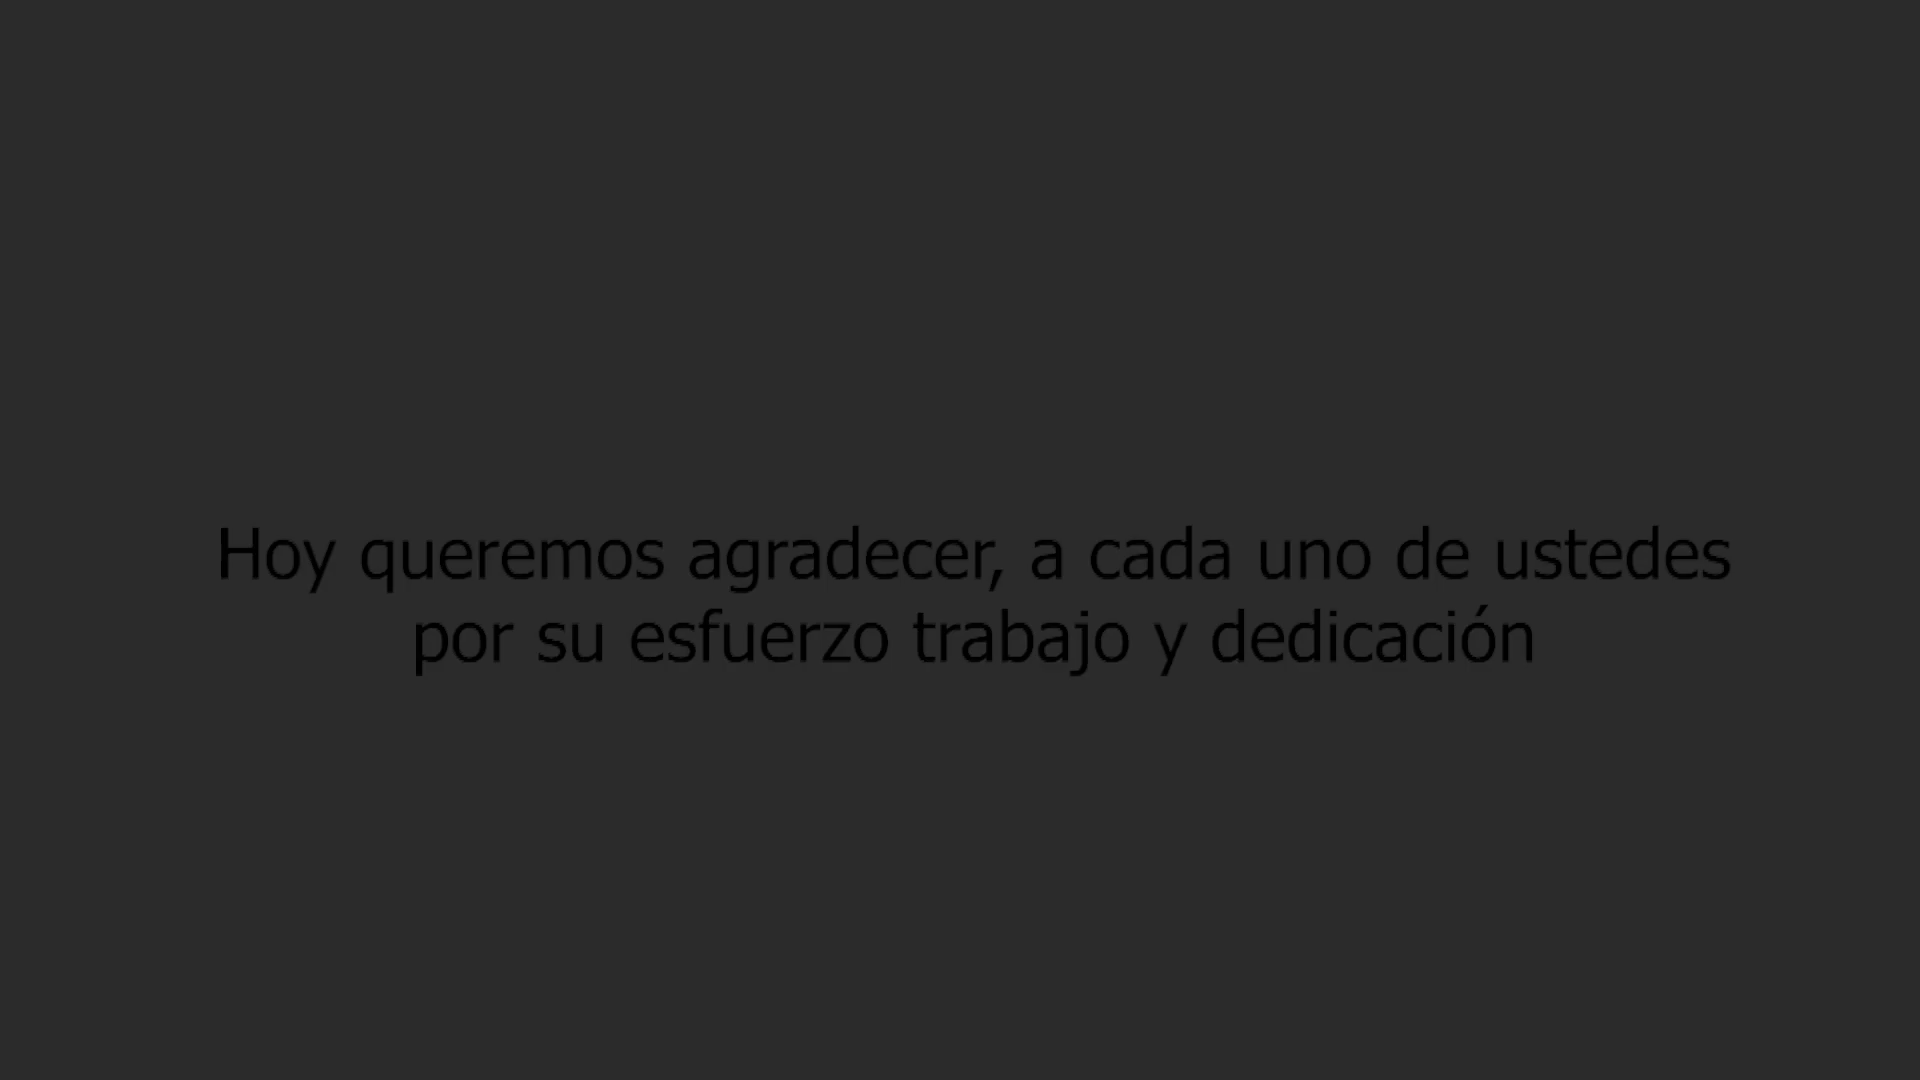 Hoy queremos agradecer, a cada uno de ustedes
por su esfuerzo trabajo y dedicación